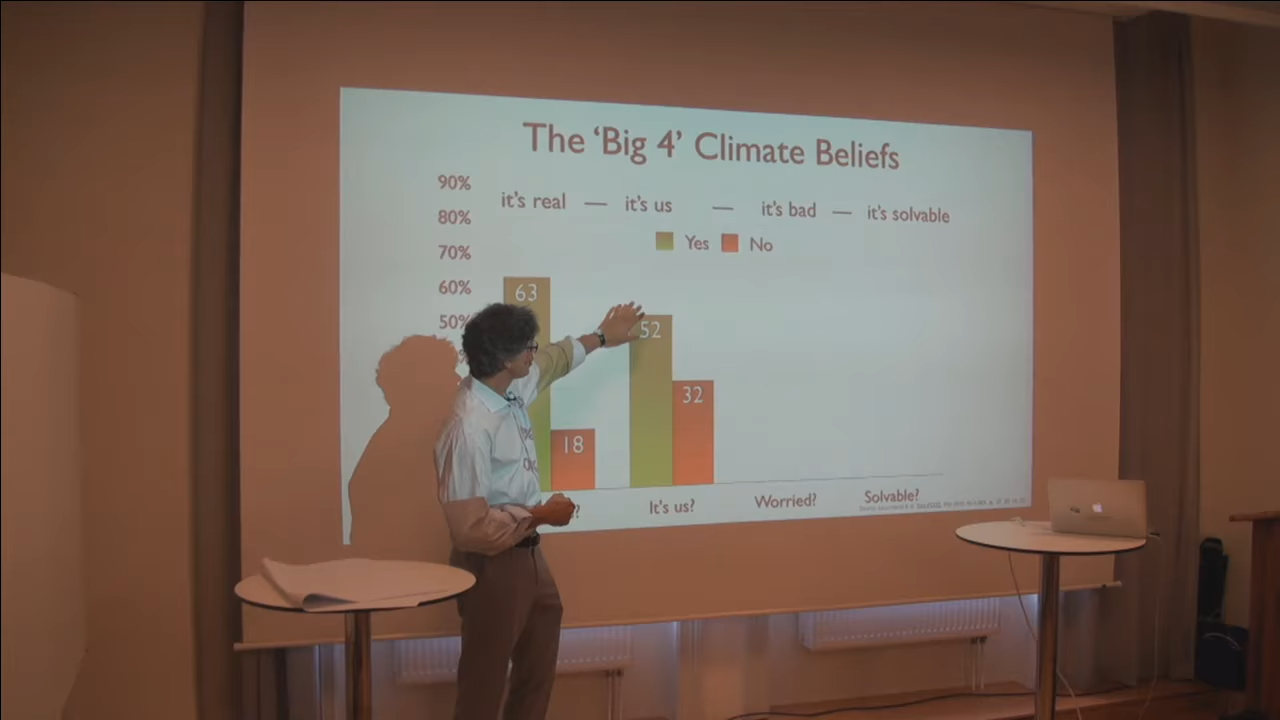 The 'Big 4' Climate Beliefs
90%
it's real — it's us — it's bad — it's solvable
80%
Yes No
70%
60%
63
50%
52
32
18
It's us? Worried? Solvable?